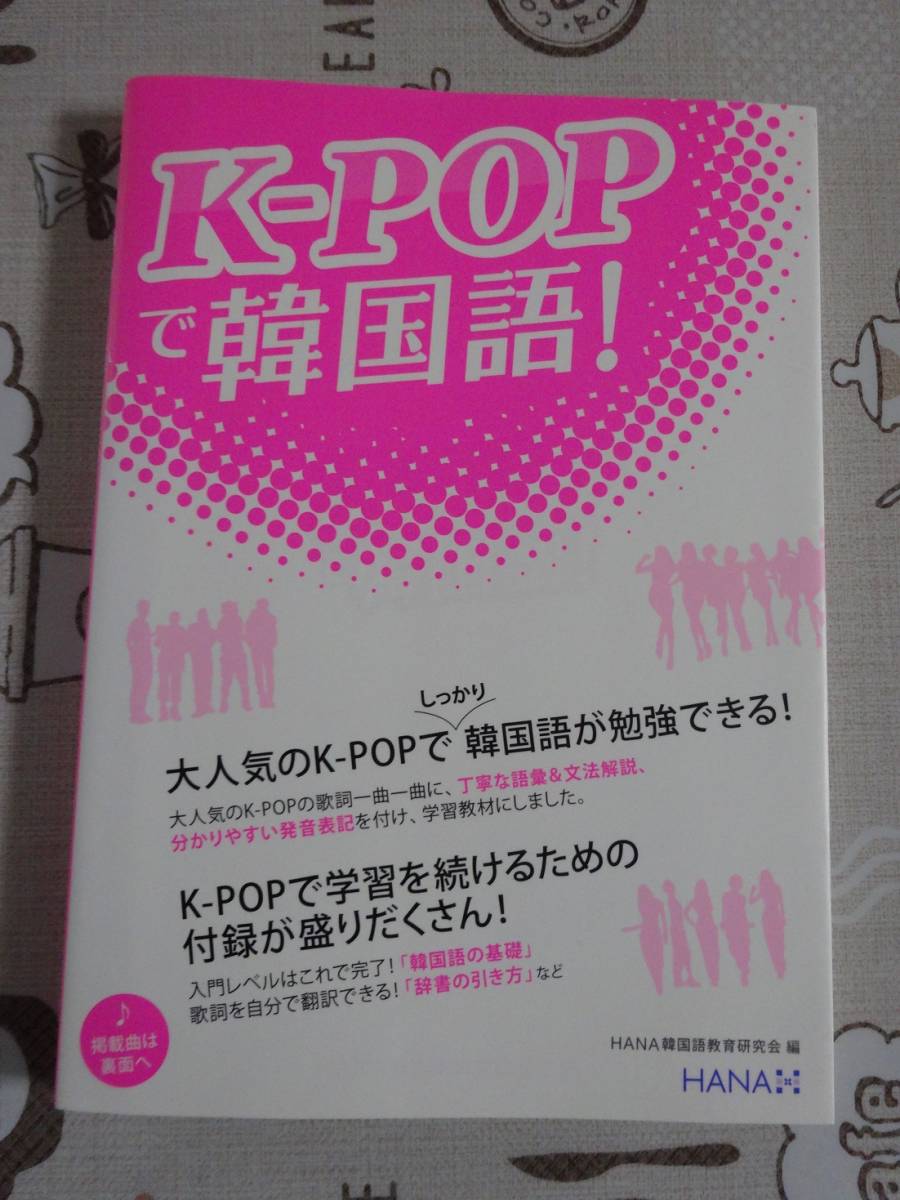 K-POP
で韓国語!
しっかり
大人気のK-POPで韓国語が勉強できる!
大人気のK-POPの歌詞一曲一曲に、丁寧な語彙&文法解説、
分かりやすい発音表記を付け、学習教材にしました。
K-POPで学習を続けるための
付録が盛りだくさん!
入門レベルはこれで完了!「韓国語の基礎」
歌詞を自分で翻訳できる!「辞書の引き方」など
♪
掲載曲は
裏面へ
HANA韓国語教育研究会 編
HANA